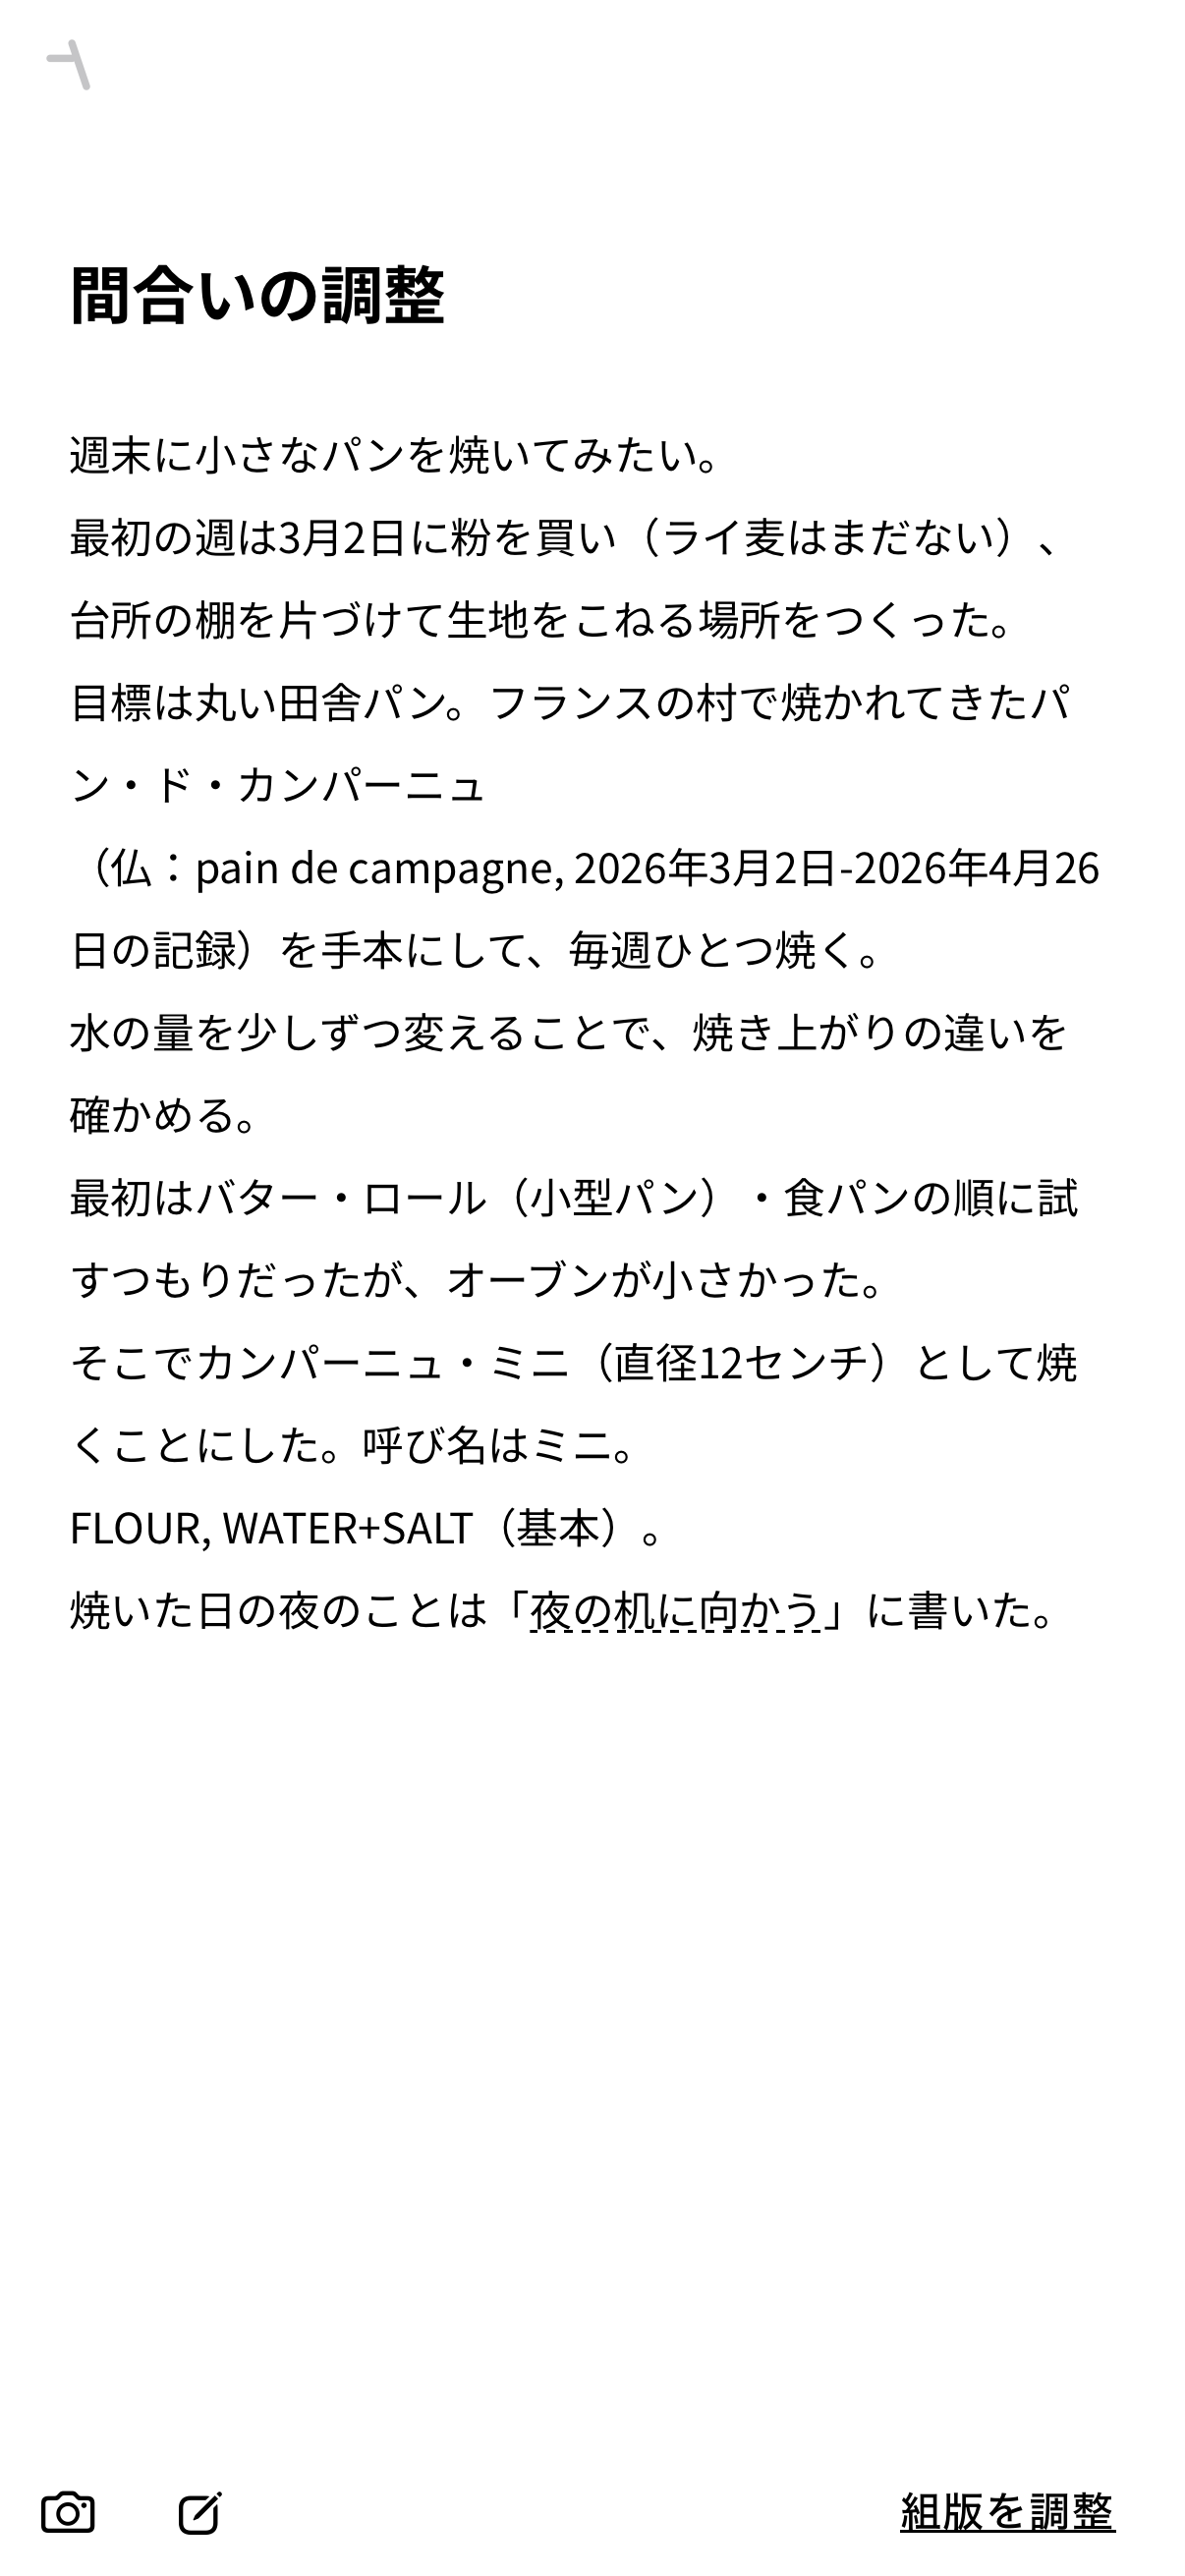 間合いの調整
週末に小さなパンを焼いてみたい。
最初の週は3月2日に粉を買い（ライ麦はまだない）、
台所の棚を片づけて生地をこねる場所をつくった。
目標は丸い田舎パン。フランスの村で焼かれてきたパ
ン・ド・カンパーニュ
（仏：pain de campagne, 2026年3月2日-2026年4月26
日の記録）を手本にして、毎週ひとつ焼く。
水の量を少しずつ変えることで、焼き上がりの違いを
確かめる。
最初はバター・ロール（小型パン）・食パンの順に試
すつもりだったが、オーブンが小さかった。
そこでカンパーニュ・ミニ（直径12センチ）として焼
くことにした。呼び名はミニ。
FLOUR, WATER+SALT（基本）。
焼いた日の夜のことは「夜の机に向かう」に書いた。
組版を調整